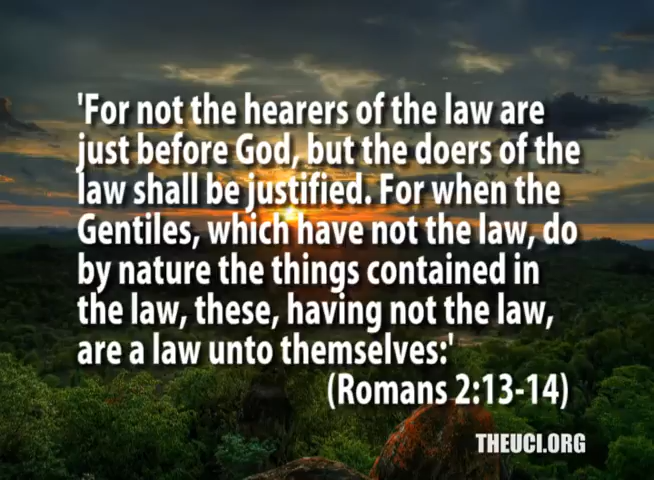 'For not the hearers of the law are
just before God, but the doers of the
law shall be justified. For when the
Gentiles, which have not the law, do
by nature the things contained in
the law, these, having not the law,
are a law unto themselves:'
(Romans 2:13-14)
THEUCI.ORG